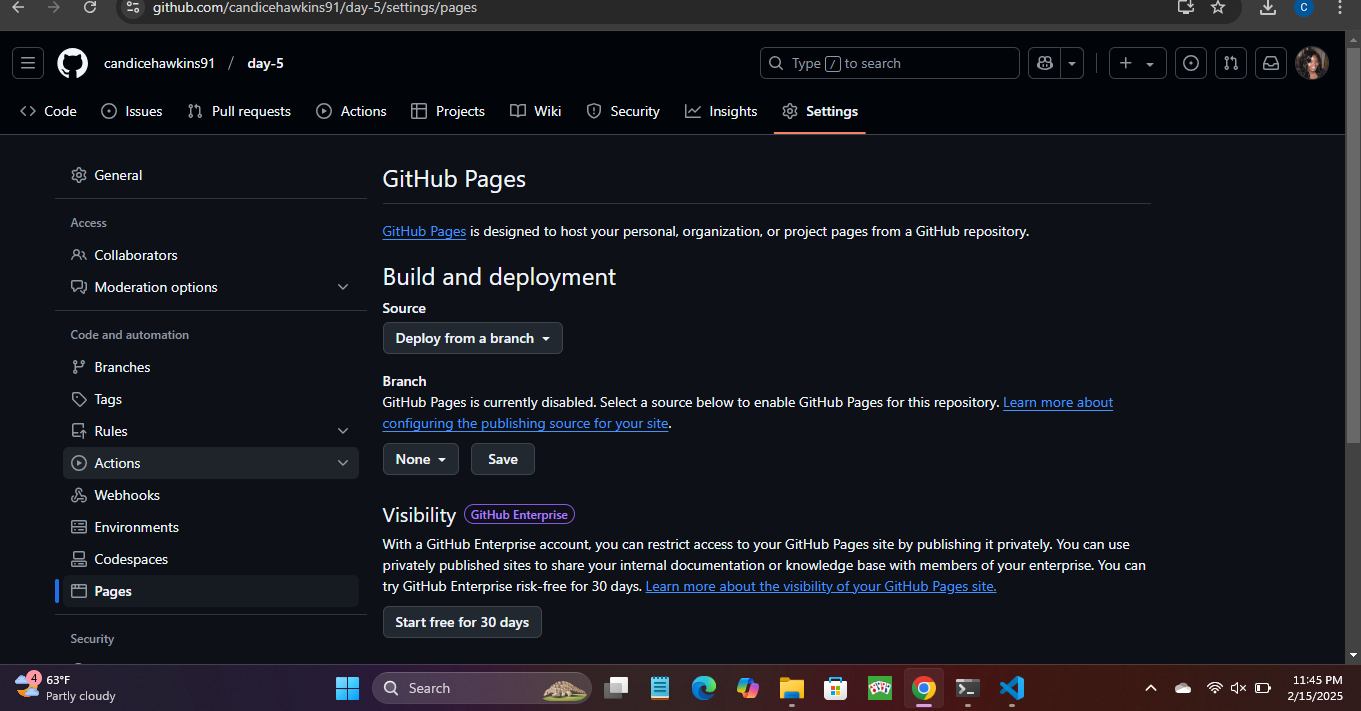 github.com/candicehawkins91/day-5/settings/pages
C
candicehawkins91 / day-5
Type / to search
Code
Issues
Pull requests
Actions
Projects
Wiki
Security
Insights
Settings
General
Access
Collaborators
Moderation options
Code and automation
Branches
Tags
Rules
Actions
Webhooks
Environments
Codespaces
Pages
Security
GitHub Pages
GitHub Pages is designed to host your personal, organization, or project pages from a GitHub repository.
Build and deployment
Source
Deploy from a branch
Branch
GitHub Pages is currently disabled. Select a source below to enable GitHub Pages for this repository. Learn more about
configuring the publishing source for your site.
None
Save
Visibility GitHub Enterprise
With a GitHub Enterprise account, you can restrict access to your GitHub Pages site by publishing it privately. You can use
privately published sites to share your internal documentation or knowledge base with members of your enterprise. You can
try GitHub Enterprise risk-free for 30 days. Learn more about the visibility of your GitHub Pages site.
Start free for 30 days
4
63°F
Partly cloudy
Search
11:45 PM
2/15/2025